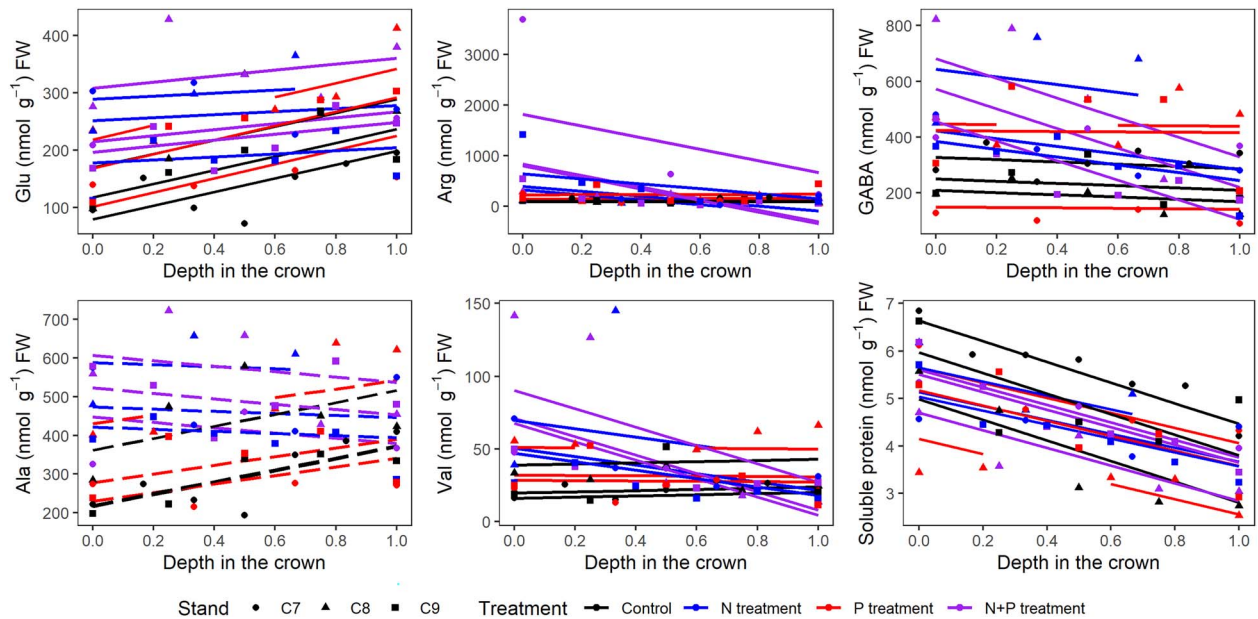 Glu (nmol g⁻¹) FW
400
300
200
100
0.0 0.2 0.4 0.6 0.8 1.0
Depth in the crown
Arg (nmol g⁻¹) FW
3000
2000
1000
0
0.0 0.2 0.4 0.6 0.8 1.0
Depth in the crown
GABA (nmol g⁻¹) FW
800
600
400
200
0.0 0.2 0.4 0.6 0.8 1.0
Depth in the crown
Ala (nmol g⁻¹) FW
700
600
500
400
300
200
0.0 0.2 0.4 0.6 0.8 1.0
Depth in the crown
Val (nmol g⁻¹) FW
150
100
50
0
0.0 0.2 0.4 0.6 0.8 1.0
Depth in the crown
Soluble protein (nmol g⁻¹) FW
7
6
5
4
3
0.0 0.2 0.4 0.6 0.8 1.0
Depth in the crown
Stand C7 C8 C9 Treatment Control N treatment P treatment N+P treatment